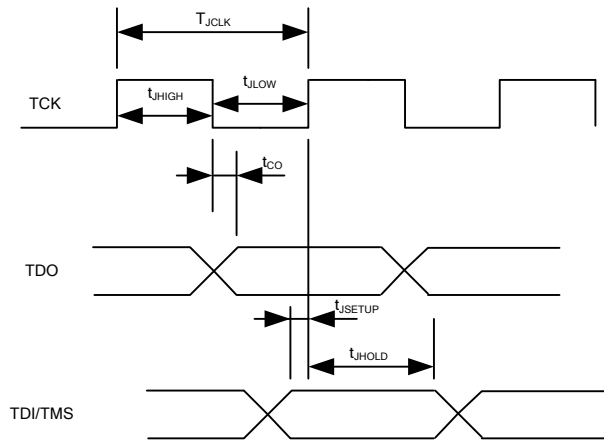 TJCLK
tJHIGH
tJLOW
TCK
tCO
TDO
tJSETUP
tJHOLD
TDI/TMS